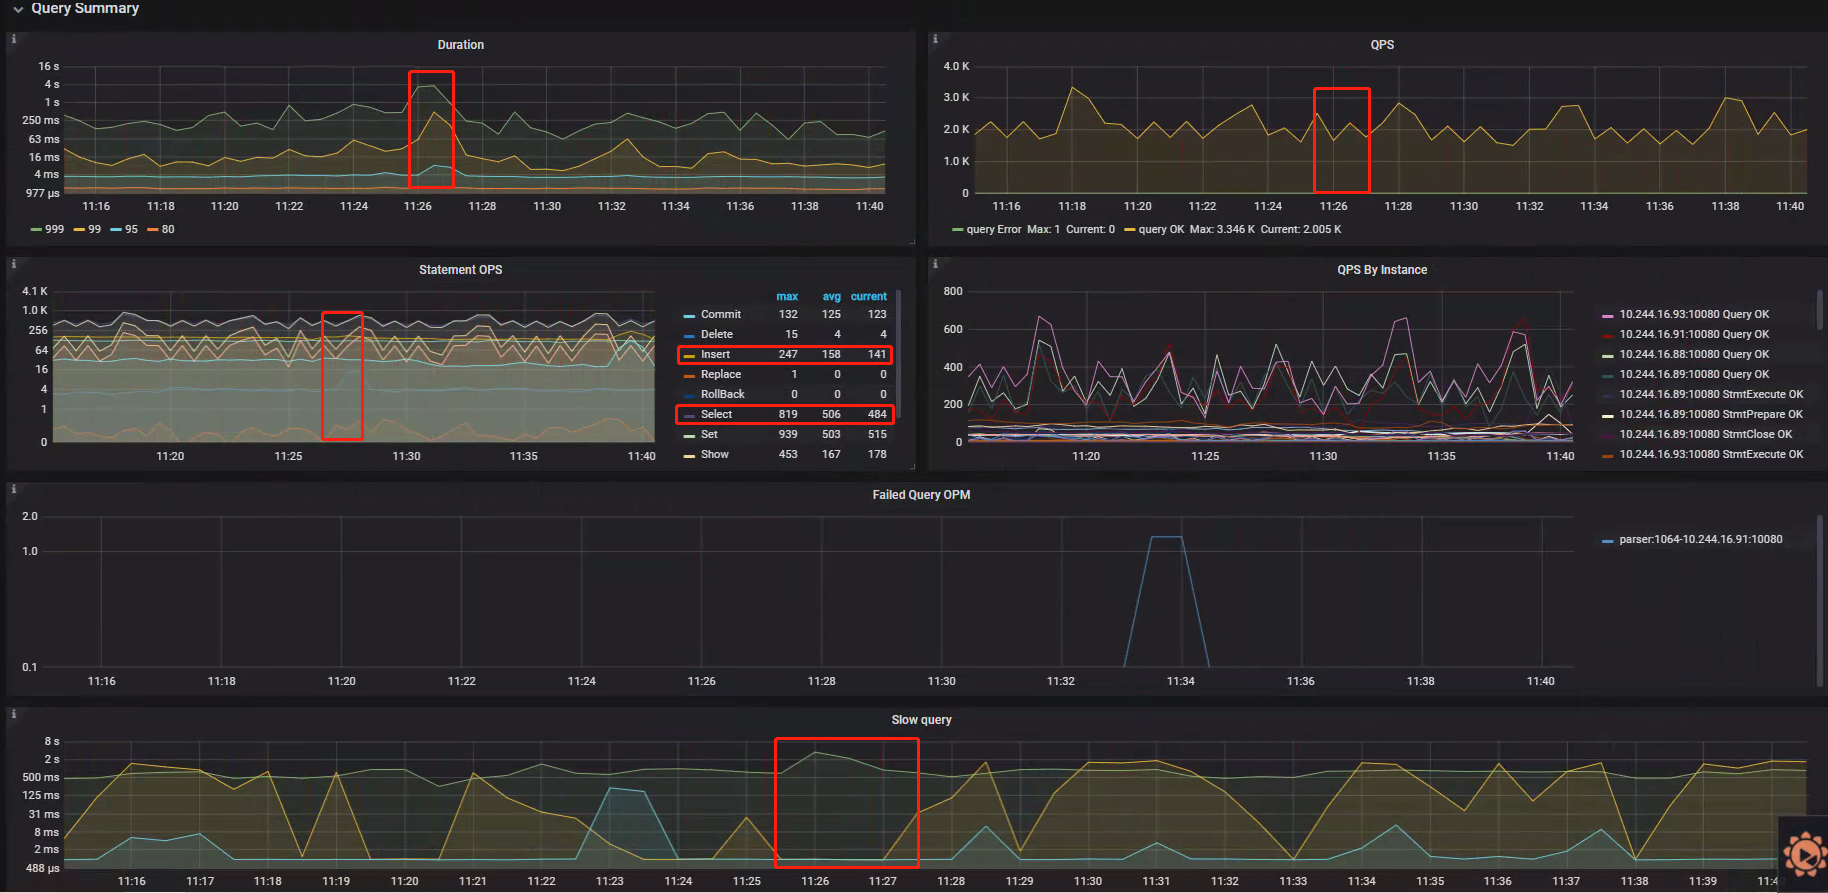 Query Summary
Duration
16 s
4 s
1 s
250 ms
63 ms
16 ms
4 ms
977 µs
11:16 11:18 11:20 11:22 11:24 11:26 11:28 11:30 11:32 11:34 11:36 11:38 11:40
999 99 95 80
QPS
4.0 K
3.0 K
2.0 K
1.0 K
0
11:16 11:18 11:20 11:22 11:24 11:26 11:28 11:30 11:32 11:34 11:36 11:38 11:40
query Error Max: 1 Current: 0 query OK Max: 3.346 K Current: 2.005 K
Statement OPS
4.1 K
1.0 K
256
64
16
4
1
0
11:20 11:25 11:30 11:35 11:40
max avg current
Commit 132 125 123
Delete 15 4 4
Insert 247 158 141
Replace 1 0 0
RollBack 0 0 0
Select 819 506 484
Set 939 503 515
Show 453 167 178
QPS By Instance
800
600
400
200
0
11:20 11:25 11:30 11:35 11:40
10.244.16.93:10080 Query OK
10.244.16.91:10080 Query OK
10.244.16.88:10080 Query OK
10.244.16.89:10080 Query OK
10.244.16.89:10080 StmtExecute OK
10.244.16.89:10080 StmtPrepare OK
10.244.16.89:10080 StmtClose OK
10.244.16.93:10080 StmtExecute OK
Failed Query OPM
2.0
1.0
0.1
11:16 11:18 11:20 11:22 11:24 11:26 11:28 11:30 11:32 11:34 11:36 11:38 11:40
parser:1064-10.244.16.91:10080
Slow query
8 s
2 s
500 ms
125 ms
31 ms
8 ms
2 ms
488 µs
11:16 11:17 11:18 11:19 11:20 11:21 11:22 11:23 11:24 11:25 11:26 11:27 11:28 11:29 11:30 11:31 11:32 11:33 11:34 11:35 11:36 11:37 11:38 11:39